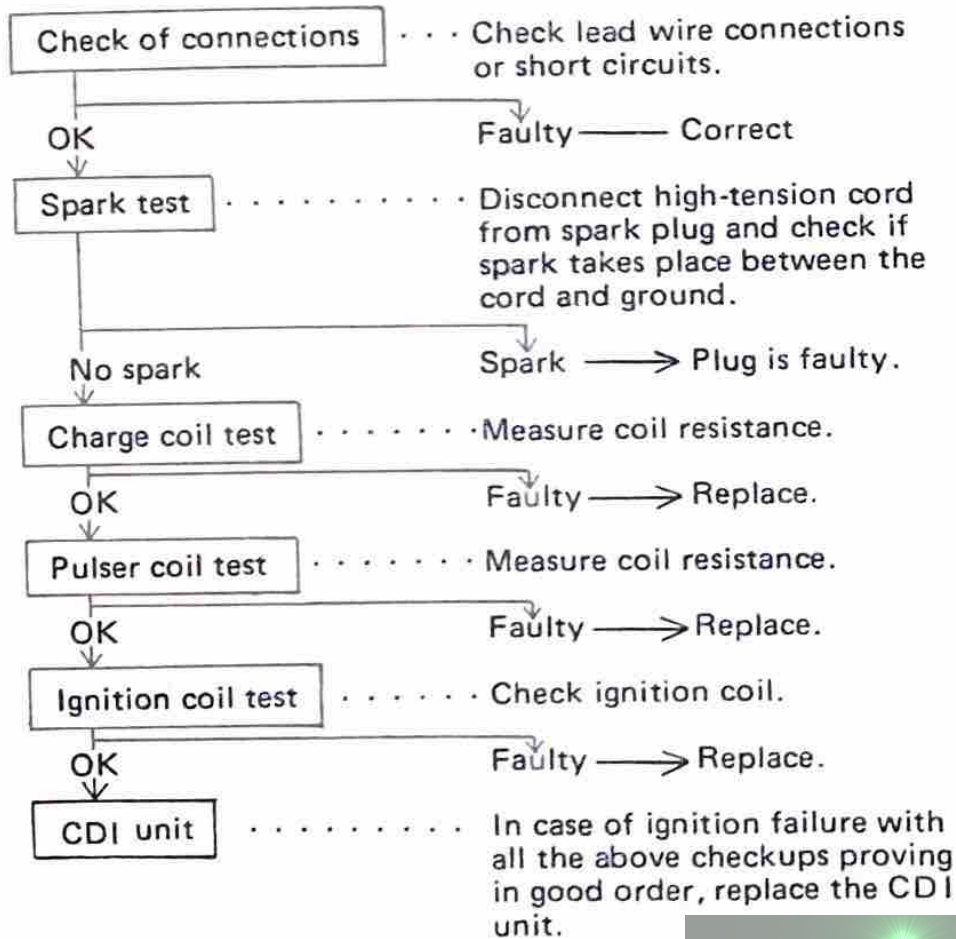 Check of connections · · · Check lead wire connections
or short circuits.
OK Faulty —— Correct
Spark test · · · · · · · · · · Disconnect high-tension cord
from spark plug and check if
spark takes place between the
cord and ground.
No spark Spark ——> Plug is faulty.
Charge coil test · · · · · · · Measure coil resistance.
OK Faulty ——> Replace.
Pulser coil test · · · · · · · Measure coil resistance.
OK Faulty ——> Replace.
Ignition coil test · · · · · · Check ignition coil.
OK Faulty ——> Replace.
CDI unit · · · · · · · · · In case of ignition failure with
all the above checkups proving
in good order, replace the CDI
unit.